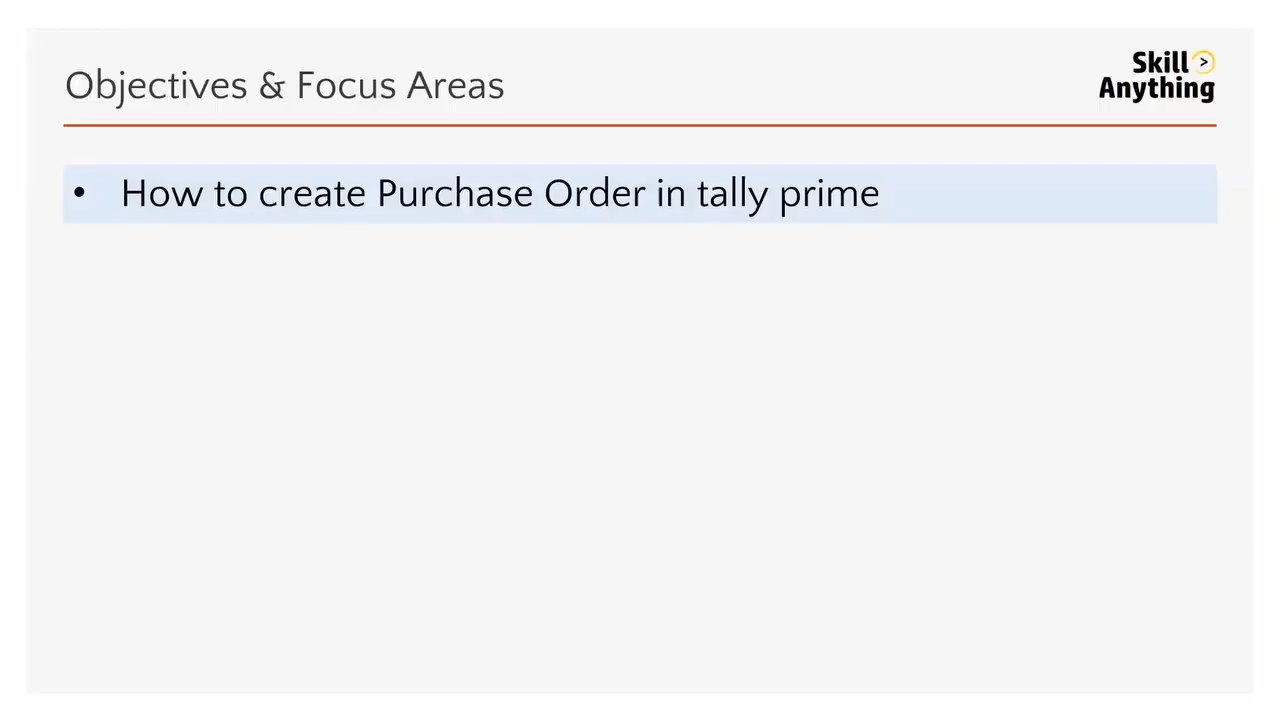 Objectives & Focus Areas
Skill >
Anything
• How to create Purchase Order in tally prime